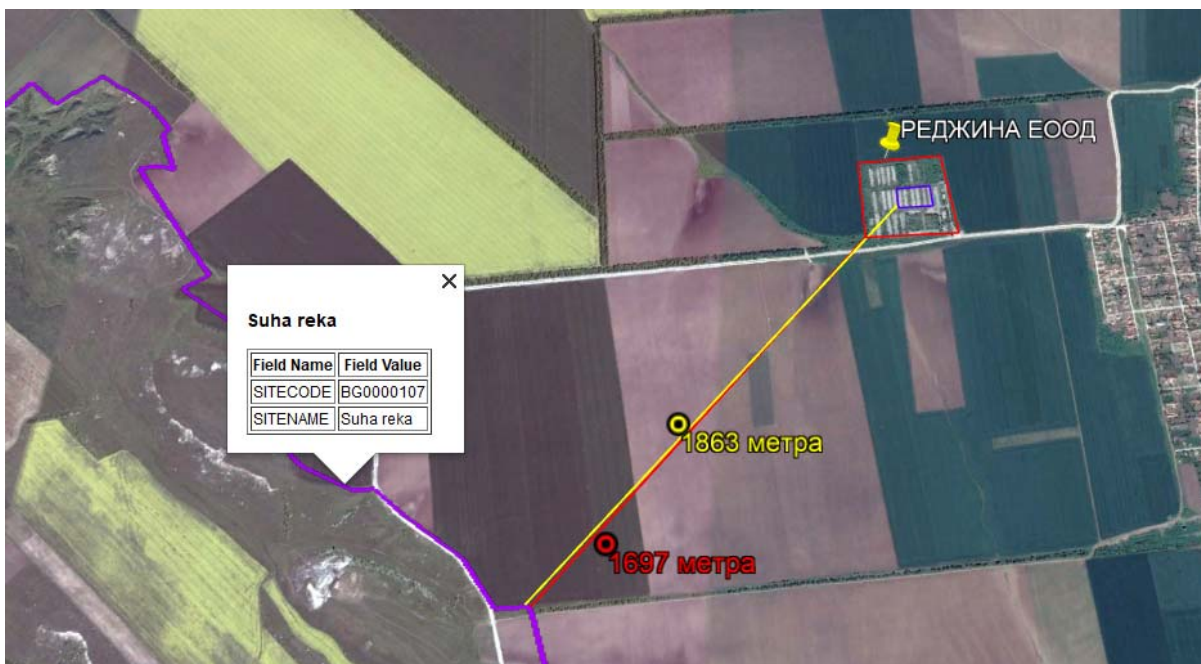 РЕДЖИНА ЕООД
Suha reka
Field Name Field Value
SITECODE BG0000107
SITENAME Suha reka
1863 метра
1697 метра